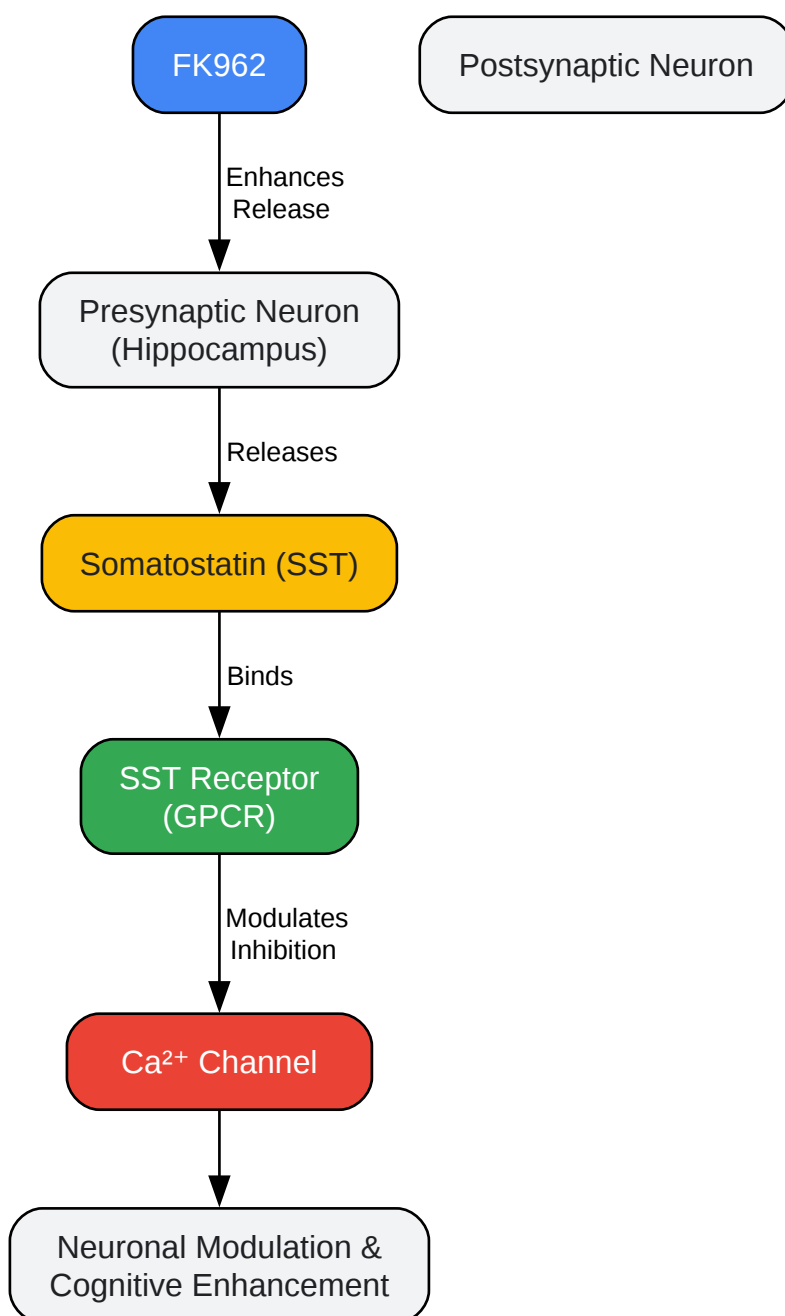 FK962
Postsynaptic Neuron
Enhances
Release
Presynaptic Neuron
(Hippocampus)
Releases
Somatostatin (SST)
Binds
SST Receptor
(GPCR)
Modulates
Inhibition
Ca²⁺ Channel
Neuronal Modulation &
Cognitive Enhancement